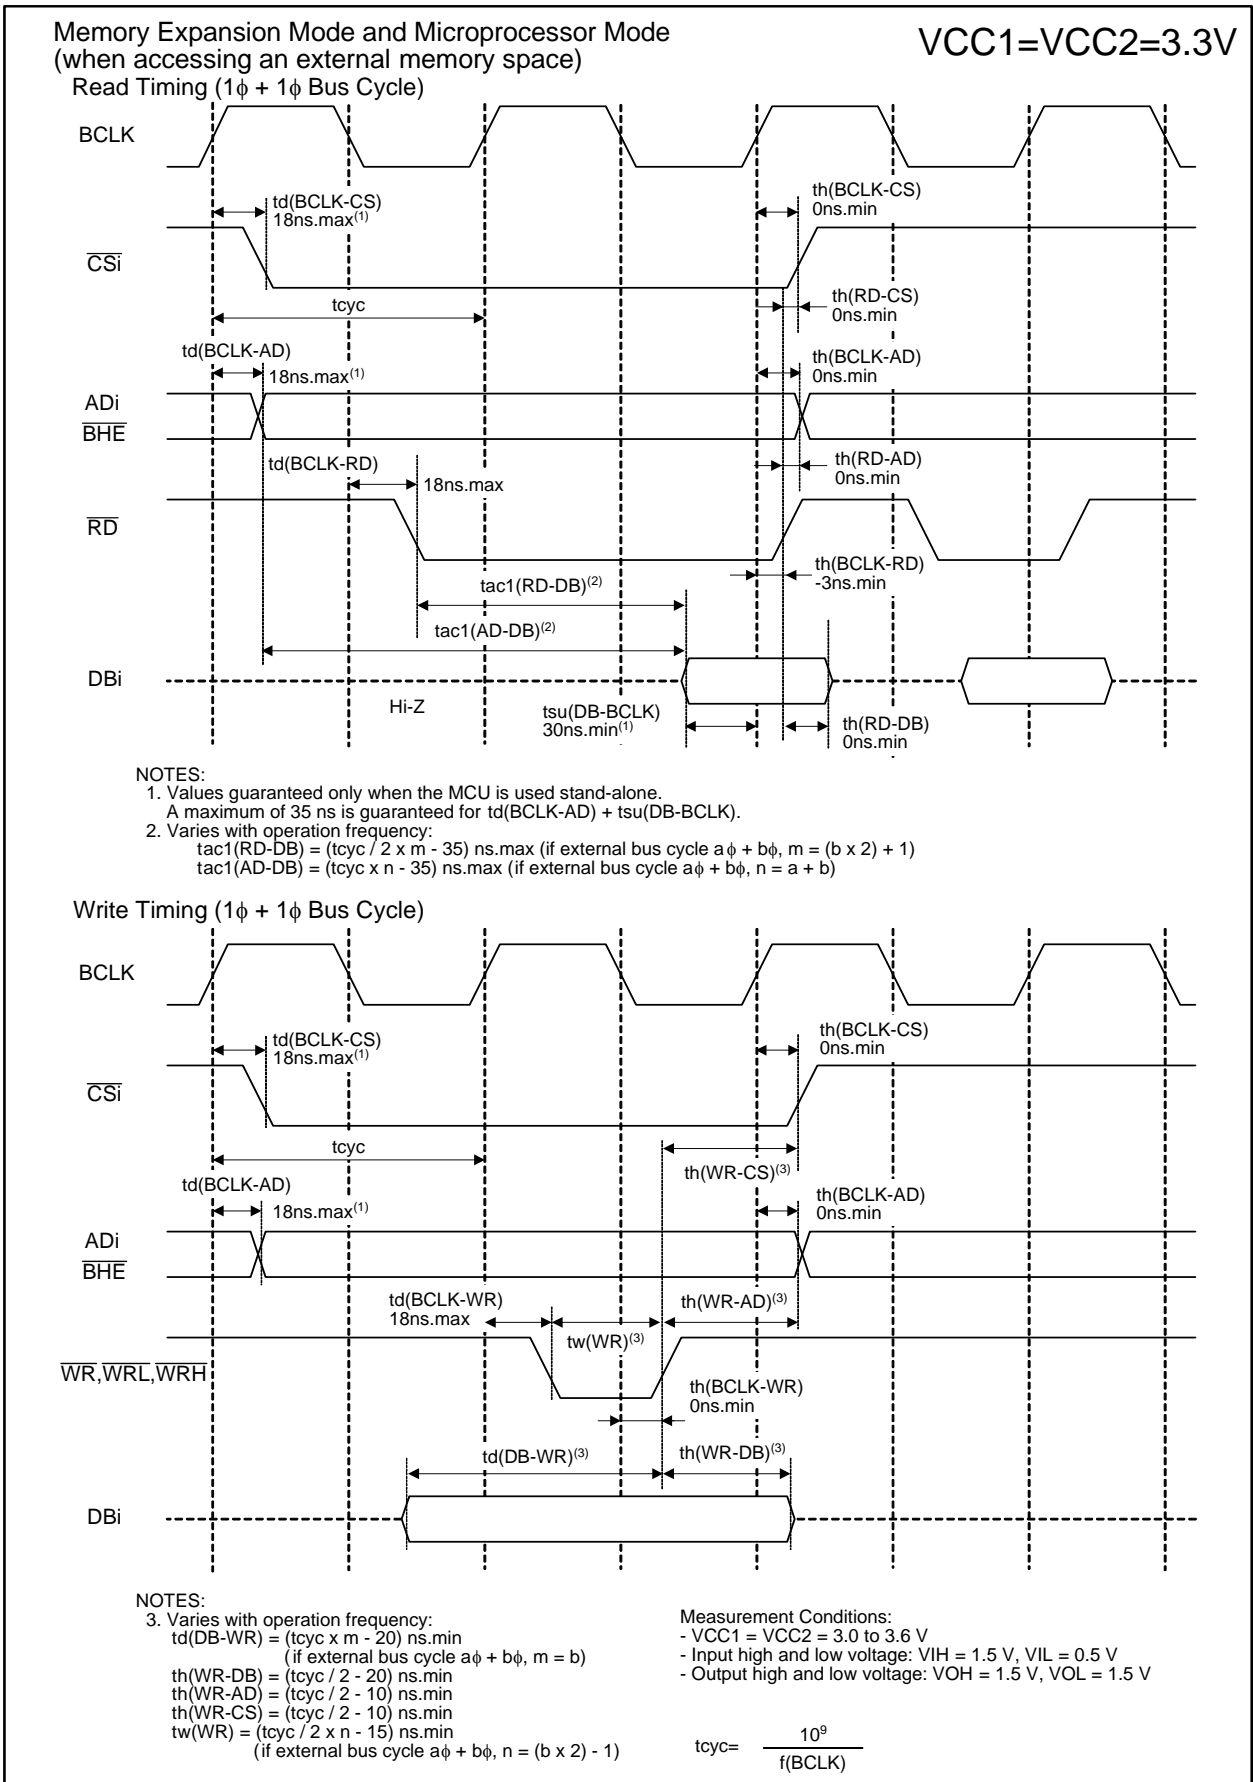 Memory Expansion Mode and Microprocessor Mode
(when accessing an external memory space)
VCC1=VCC2=3.3V
Read Timing (1ϕ + 1ϕ Bus Cycle)
BCLK
td(BCLK-CS)
18ns.max(1)
th(BCLK-CS)
0ns.min
CSi
tcyc
th(RD-CS)
0ns.min
td(BCLK-AD)
18ns.max(1)
th(BCLK-AD)
0ns.min
ADi
BHE
td(BCLK-RD)
18ns.max
th(RD-AD)
0ns.min
RD
th(BCLK-RD)
-3ns.min
tac1(RD-DB)(2)
tac1(AD-DB)(2)
DBi
Hi-Z
tsu(DB-BCLK)
30ns.min(1)
th(RD-DB)
0ns.min
NOTES:
1. Values guaranteed only when the MCU is used stand-alone.
A maximum of 35 ns is guaranteed for td(BCLK-AD) + tsu(DB-BCLK).
2. Varies with operation frequency:
tac1(RD-DB) = (tcyc / 2 x m - 35) ns.max (if external bus cycle aϕ + bϕ, m = (b x 2) + 1)
tac1(AD-DB) = (tcyc x n - 35) ns.max (if external bus cycle aϕ + bϕ, n = a + b)
Write Timing (1ϕ + 1ϕ Bus Cycle)
BCLK
td(BCLK-CS)
18ns.max(1)
th(BCLK-CS)
0ns.min
CSi
tcyc
th(WR-CS)(3)
td(BCLK-AD)
18ns.max(1)
th(BCLK-AD)
0ns.min
ADi
BHE
td(BCLK-WR)
18ns.max
th(WR-AD)(3)
tw(WR)(3)
WR,WRL,WRH
th(BCLK-WR)
0ns.min
td(DB-WR)(3)
th(WR-DB)(3)
DBi
NOTES:
3. Varies with operation frequency:
td(DB-WR) = (tcyc x m - 20) ns.min
(if external bus cycle aϕ + bϕ, m = b)
th(WR-DB) = (tcyc / 2 - 20) ns.min
th(WR-AD) = (tcyc / 2 - 10) ns.min
th(WR-CS) = (tcyc / 2 - 10) ns.min
tw(WR) = (tcyc / 2 x n - 15) ns.min
(if external bus cycle aϕ + bϕ, n = (b x 2) - 1)
Measurement Conditions:
- VCC1 = VCC2 = 3.0 to 3.6 V
- Input high and low voltage: VIH = 1.5 V, VIL = 0.5 V
- Output high and low voltage: VOH = 1.5 V, VOL = 1.5 V
tcyc= 10⁹
f(BCLK)